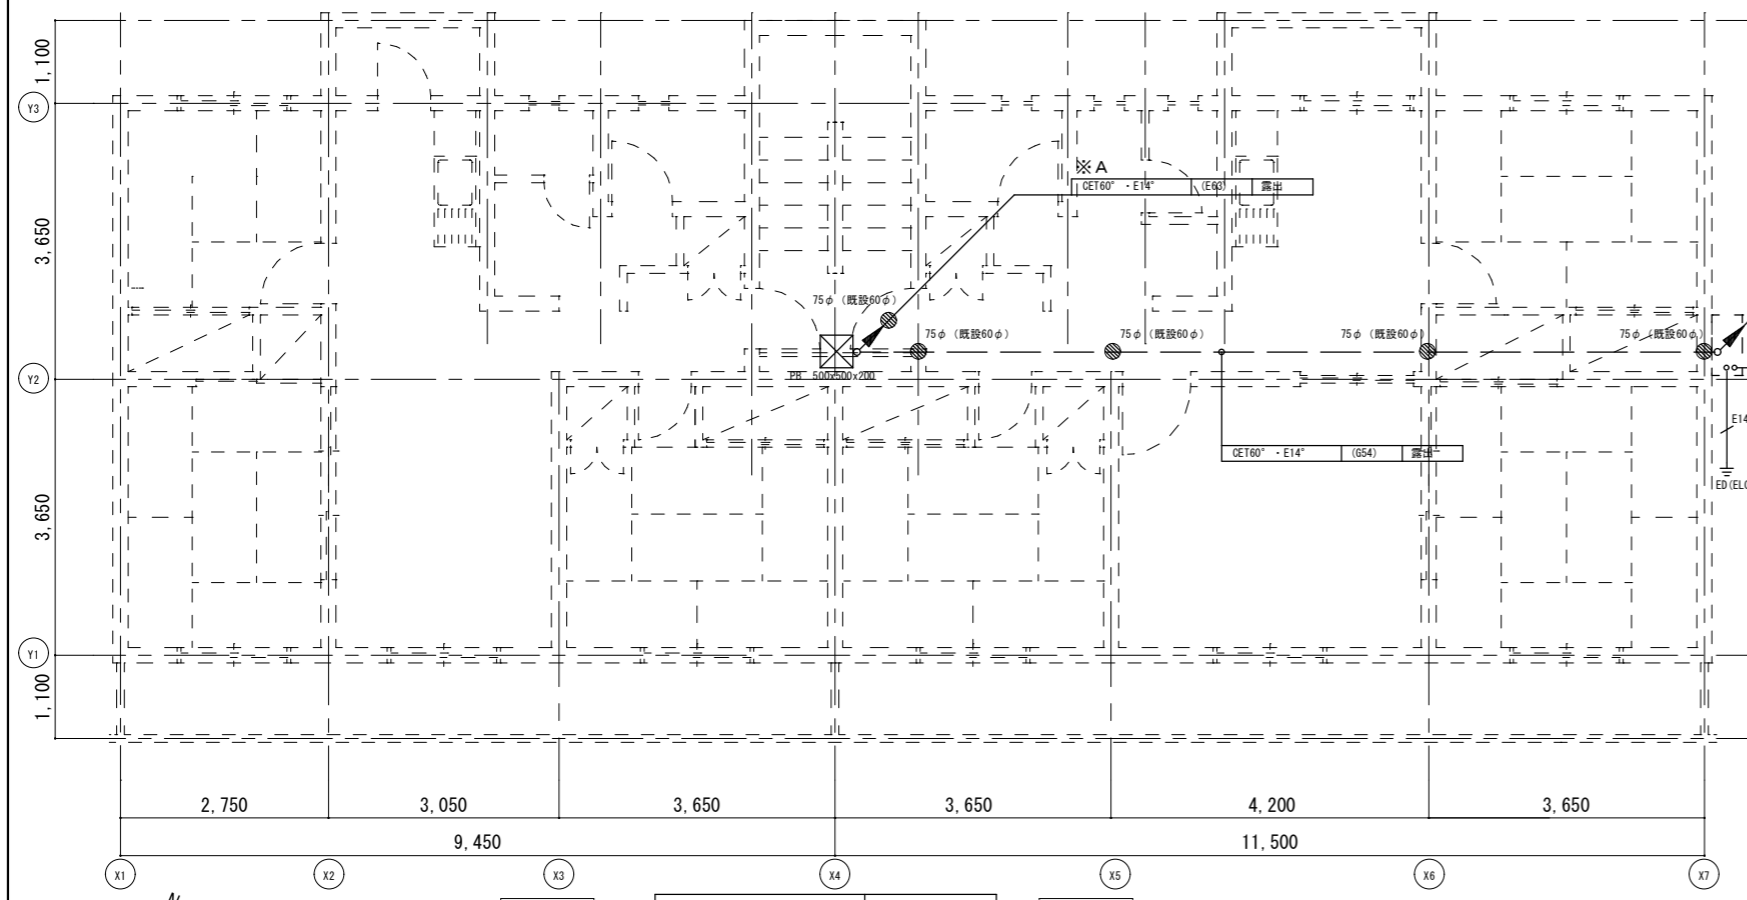 1,100
Y3
※A
CET60° ・E14° (E63) 露出
3,650
75φ (既設60φ)
75φ (既設60φ)
75φ (既設60φ)
75φ (既設60φ)
75φ (既設60φ)
Y2
PB 500x500x200
E14
CET60° ・E14° (G54) 露出
ED(EL
3,650
Y1
1,100
2,750
3,050
3,650
3,650
4,200
3,650
9,450
11,500
X1
X2
X3
X4
X5
X6
X7